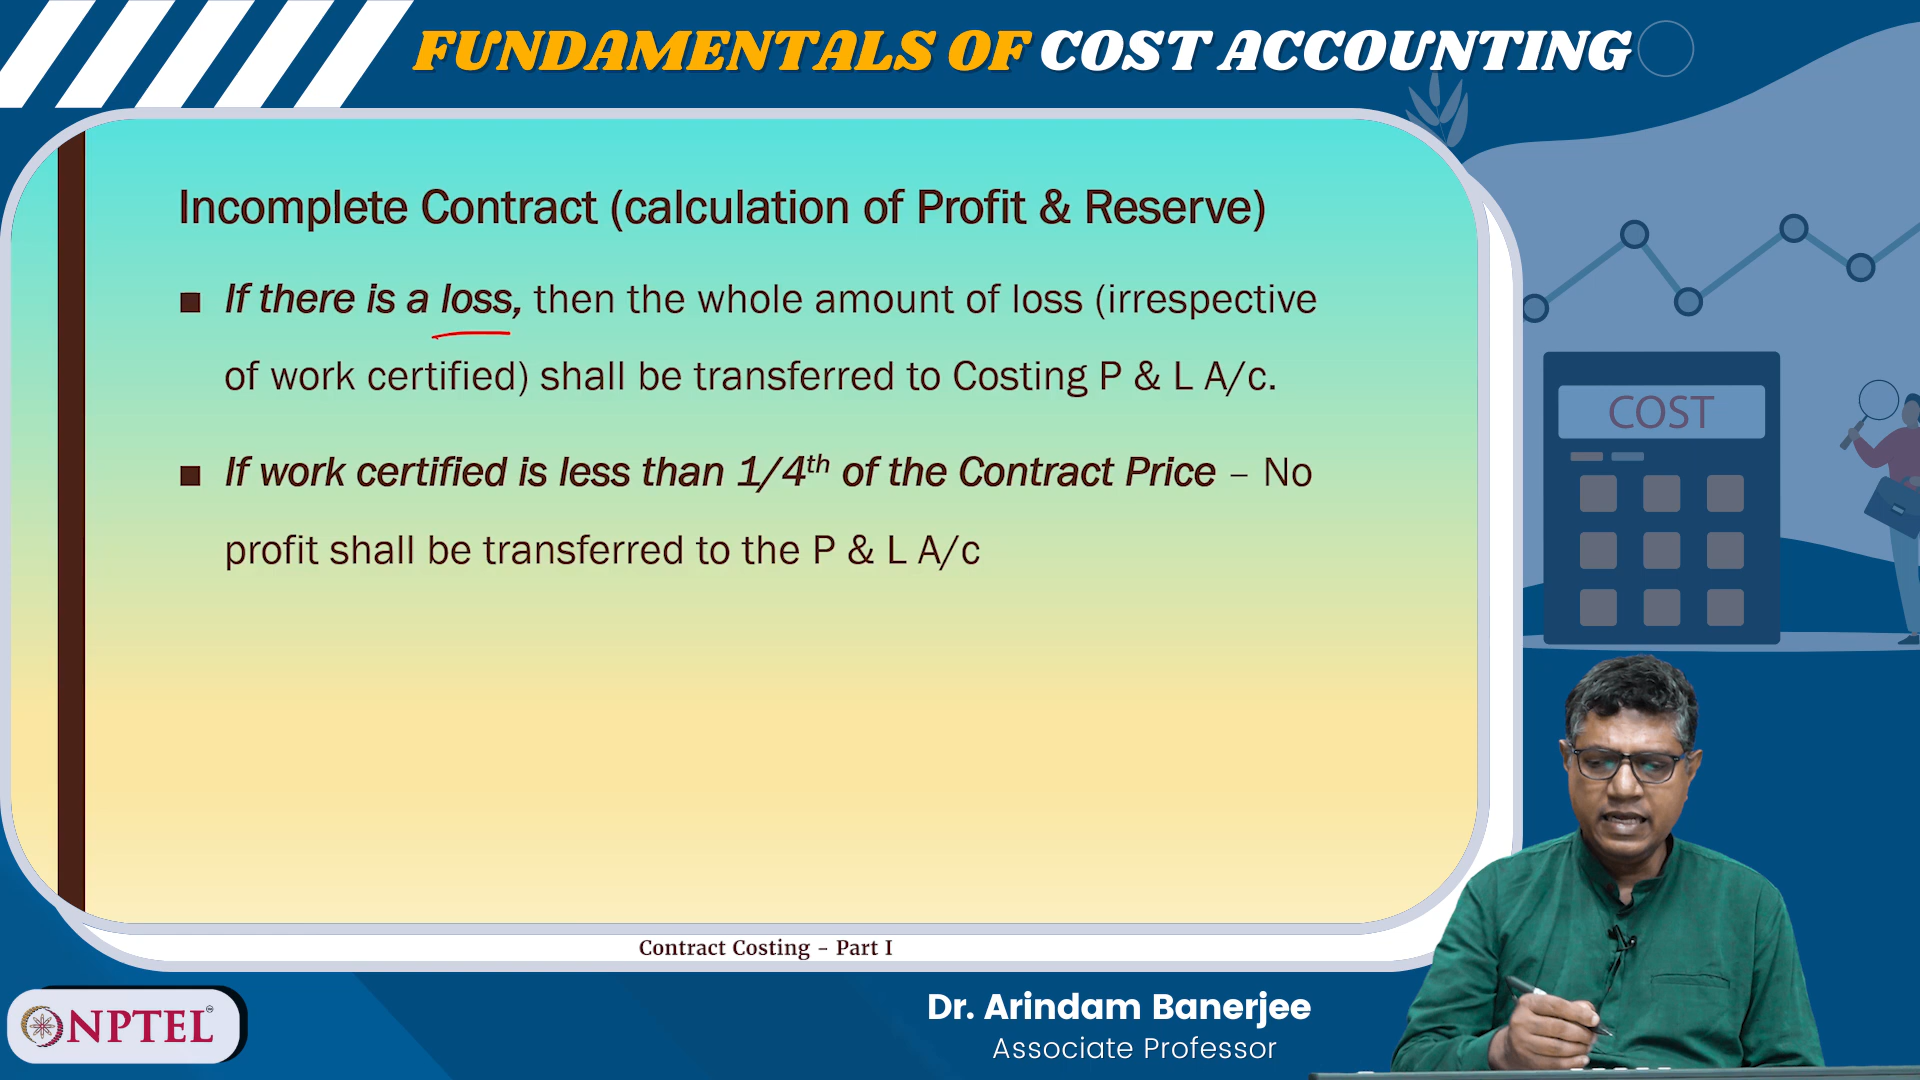 FUNDAMENTALS OF COST ACCOUNTING
Incomplete Contract (calculation of Profit & Reserve)
■ If there is a loss, then the whole amount of loss (irrespective
of work certified) shall be transferred to Costing P & L A/c.
■ If work certified is less than 1/4th of the Contract Price – No
profit shall be transferred to the P & L A/c
COST
Contract Costing – Part I
NPTEL
Dr. Arindam Banerjee
Associate Professor